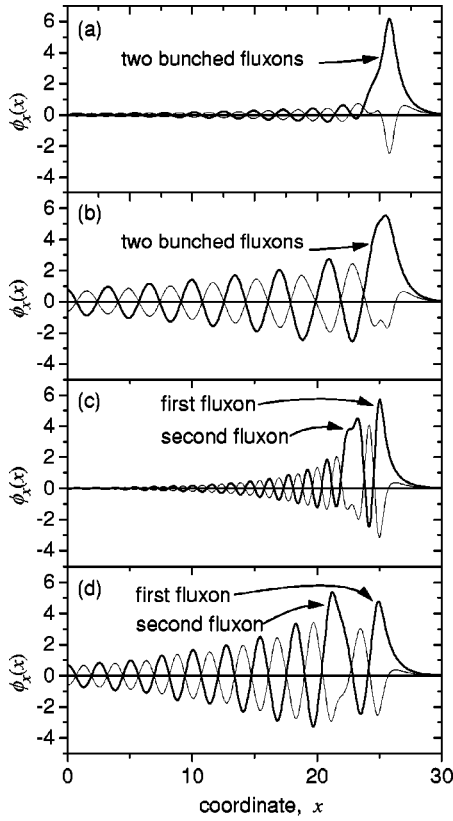 (a)
two bunched fluxons
ϕₓ(x)
6
4
2
0
-2
-4
(b)
two bunched fluxons
ϕₓ(x)
6
4
2
0
-2
-4
(c)
first fluxon
second fluxon
ϕₓ(x)
6
4
2
0
-2
-4
(d)
first fluxon
second fluxon
ϕₓ(x)
6
4
2
0
-2
-4
0 10 20 30
coordinate, x